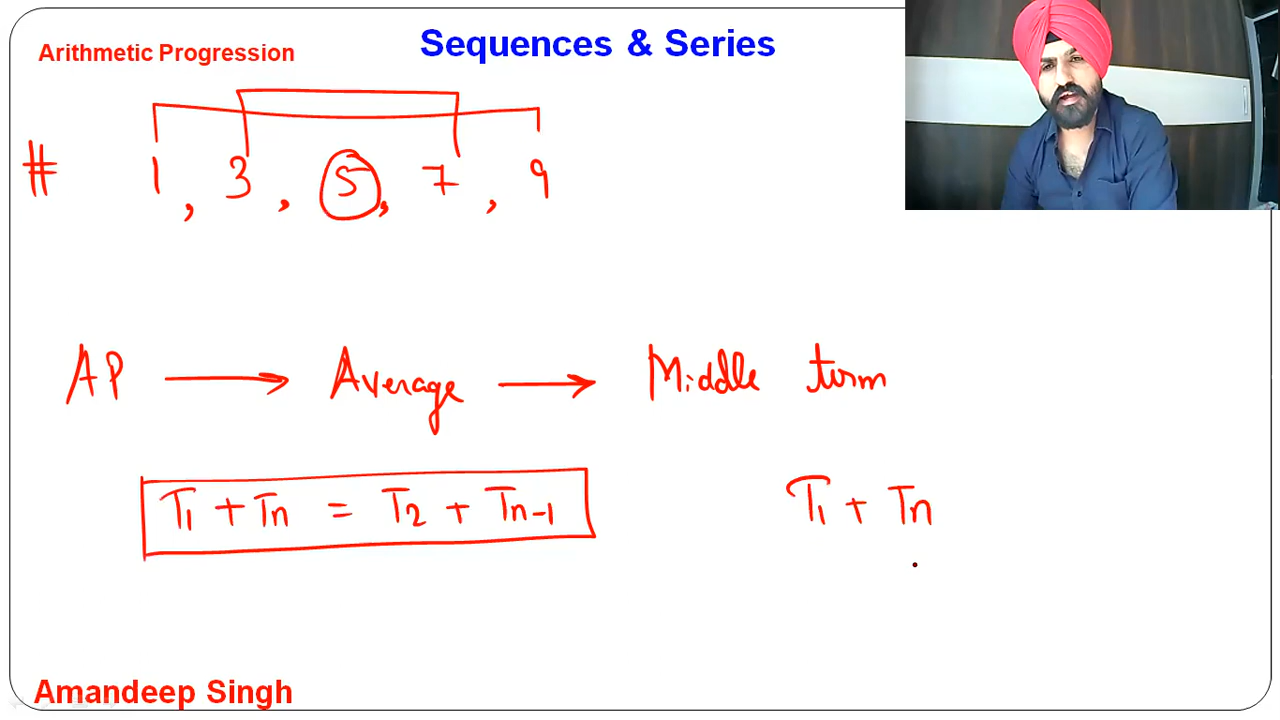 Sequences & Series
Arithmetic Progression
# 1, 3, 5, 7, 9
AP → Average → Middle term
T₁ + Tn = T₂ + Tn-1
T₁ + Tn
Amandeep Singh